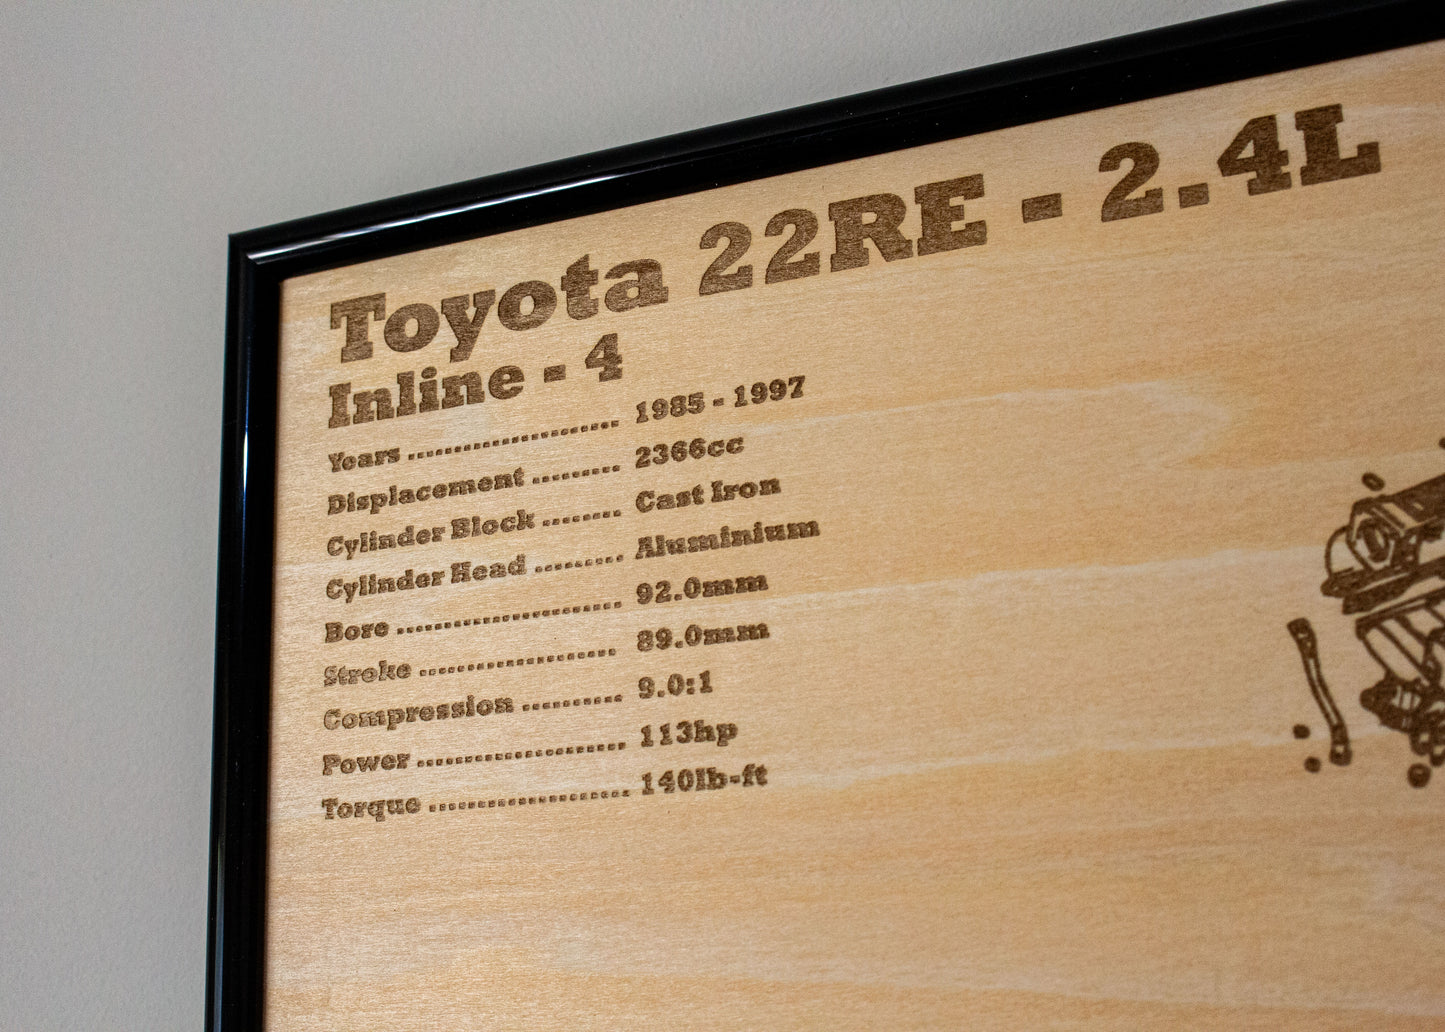 Toyota 22RE - 2.4L
Inline - 4
Years ........................ 1985 - 1997
Displacement ......... 2366cc
Cylinder Block ........ Cast Iron
Cylinder Head ......... Aluminium
Bore ........................ 92.0mm
Stroke .................... 89.0mm
Compression .......... 9.0:1
Power ..................... 113hp
Torque .................... 140lb-ft